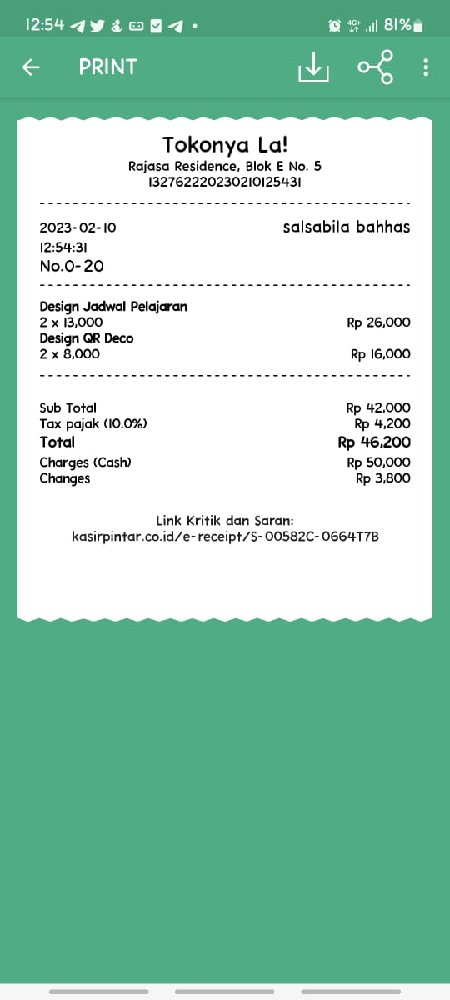 12:54
4G+
81%
PRINT
Tokonya La!
Rajasa Residence, Blok E No. 5
13276222023021012​5431
2023-02-10 salsabila bahhas
12:54:31
No.0-20
Design Jadwal Pelajaran
2 x 13,000 Rp 26,000
Design QR Deco
2 x 8,000 Rp 16,000
Sub Total Rp 42,000
Tax pajak (10.0%) Rp 4,200
Total Rp 46,200
Charges (Cash) Rp 50,000
Changes Rp 3,800
Link Kritik dan Saran:
kasirpintar.co.id/e-receipt/S-00582C-0664T7B